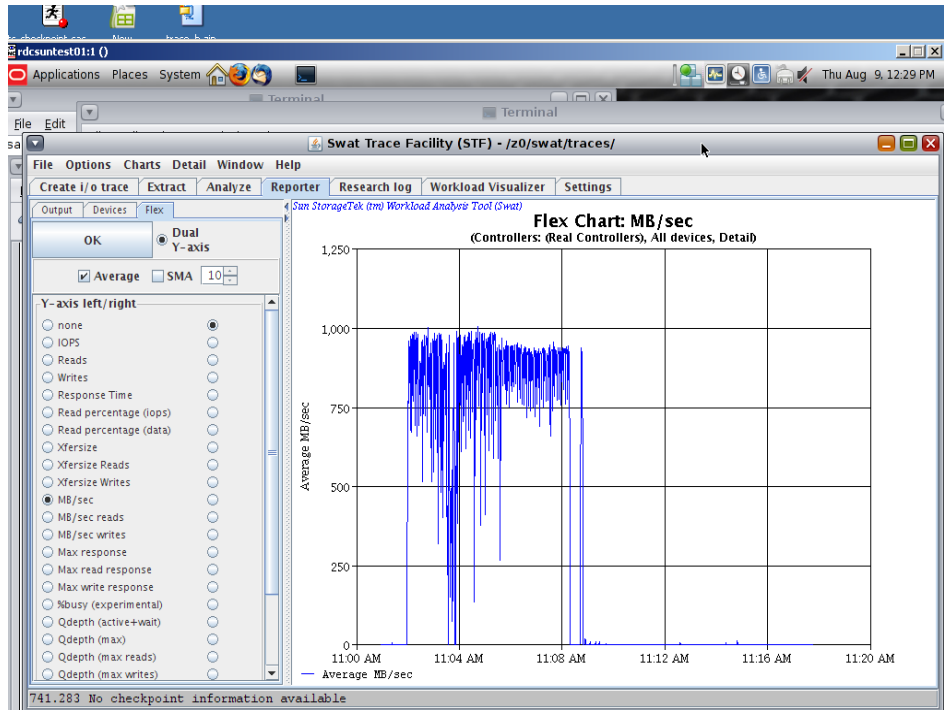 New
rdcsuntest01:1 ()
Applications Places System Thu Aug 9, 12:29 PM
Terminal
Terminal
File Edit
sa
Swat Trace Facility (STF) - /z0/swat/traces/
File Options Charts Detail Window Help
Create i/o trace Extract Analyze Reporter Research log Workload Visualizer Settings
Output Devices Flex
Sun StorageTek (tm) Workload Analysis Tool (Swat)
OK
Dual
Y-axis
Average SMA 10
Y-axis left/right
none
IOPS
Reads
Writes
Response Time
Read percentage (iops)
Read percentage (data)
Xfersize
Xfersize Reads
Xfersize Writes
MB/sec
MB/sec reads
MB/sec writes
Max response
Max read response
Max write response
%busy (experimental)
Qdepth (active+wait)
Qdepth (max)
Qdepth (max reads)
Qdepth (max writes)
Flex Chart: MB/sec
(Controllers: (Real Controllers), All devices, Detail)
1,250
1,000
750
500
250
0
Average MB/sec
11:00 AM 11:04 AM 11:08 AM 11:12 AM 11:16 AM 11:20 AM
Average MB/sec
741.283 No checkpoint information available